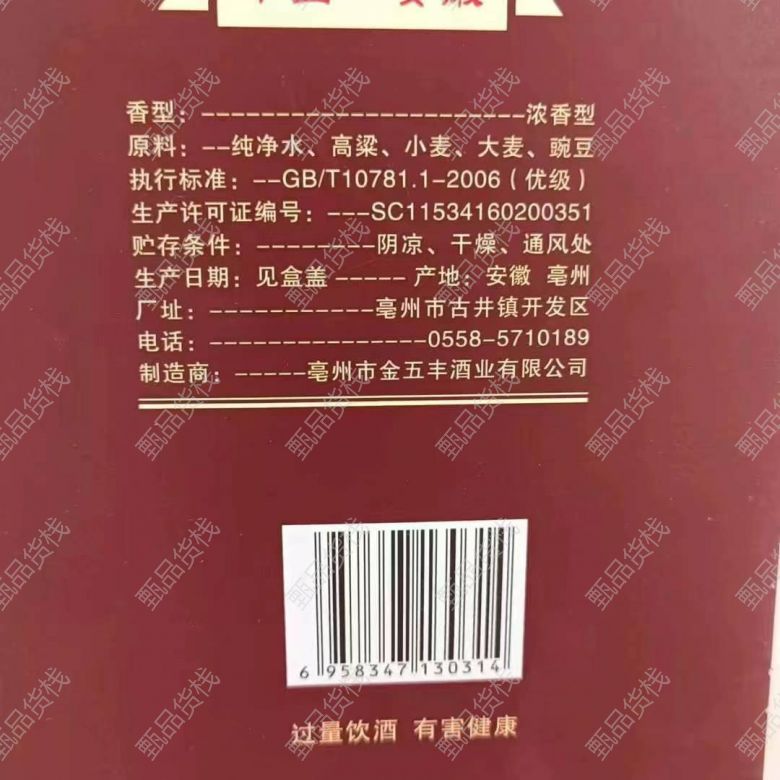 香型：--------------------浓香型
原料：--纯净水、高粱、小麦、大麦、豌豆
执行标准：--GB/T10781.1-2006（优级）
生产许可证编号：---SC11534160200351
贮存条件：--------阴凉、干燥、通风处
生产日期：见盒盖-----产地：安徽 亳州
厂址：------------亳州市古井镇开发区
电话：----------------0558-5710189
制造商：-----亳州市金五丰酒业有限公司
6 958347 130314
过量饮酒 有害健康
甄品货栈